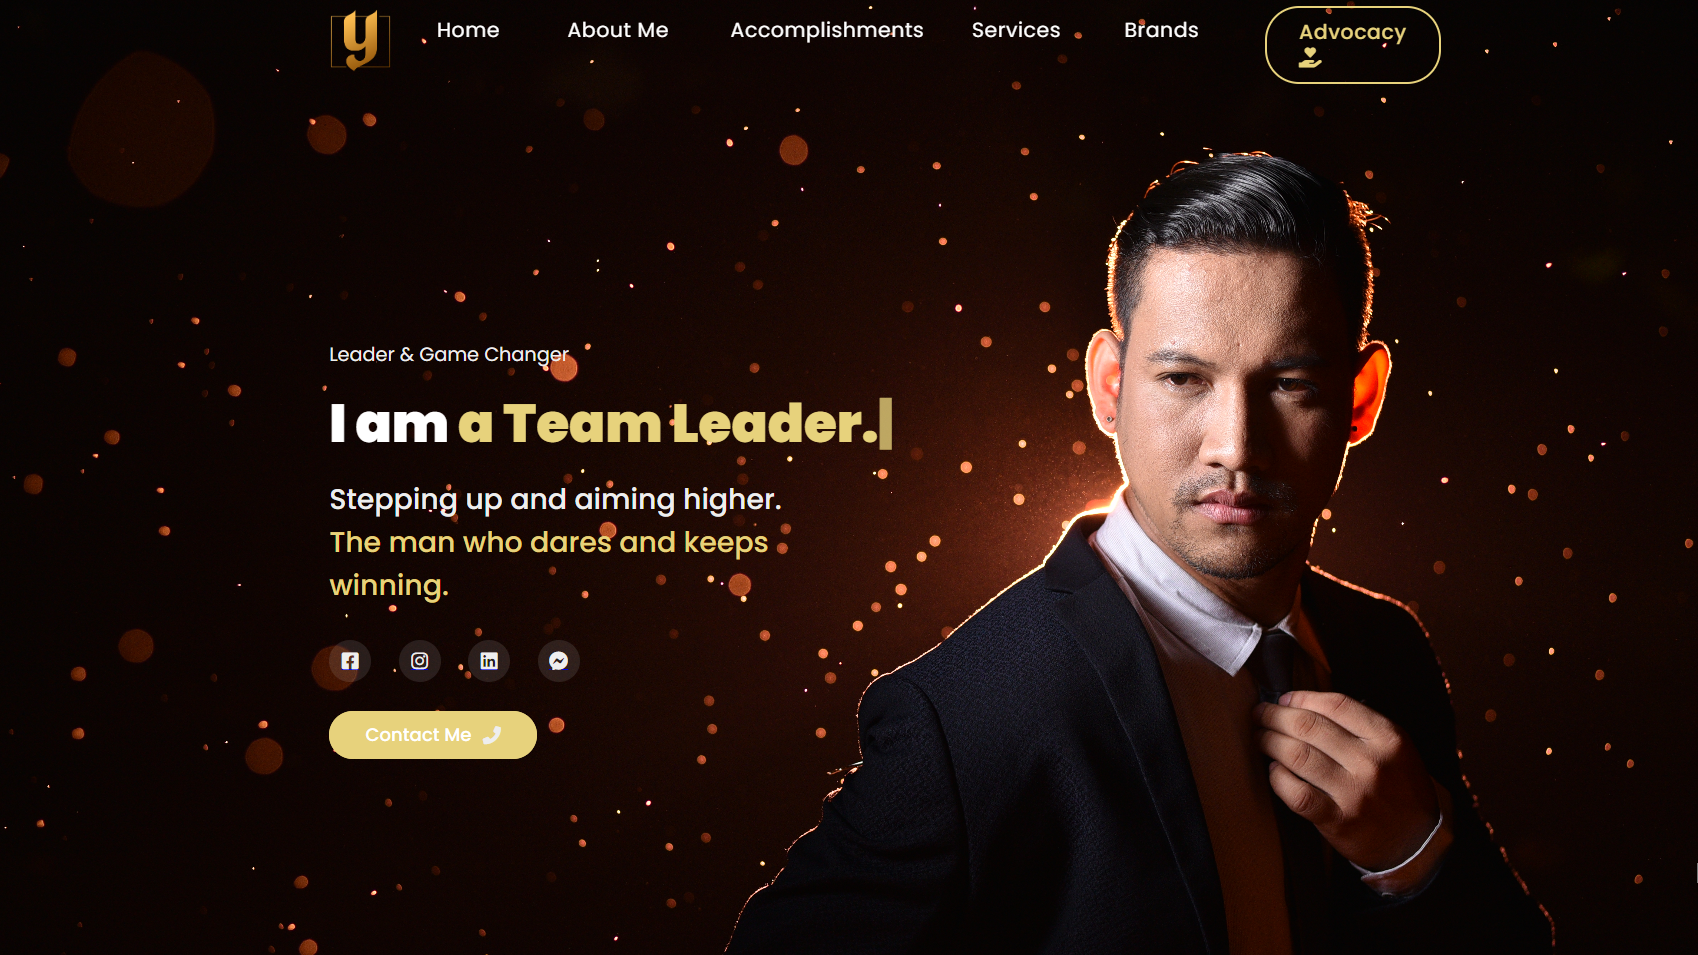 y
Home
About Me
Accomplishments
Services
Brands
Advocacy
Leader & Game Changer
I am a Team Leader.
Stepping up and aiming higher.
The man who dares and keeps
winning.
Contact Me